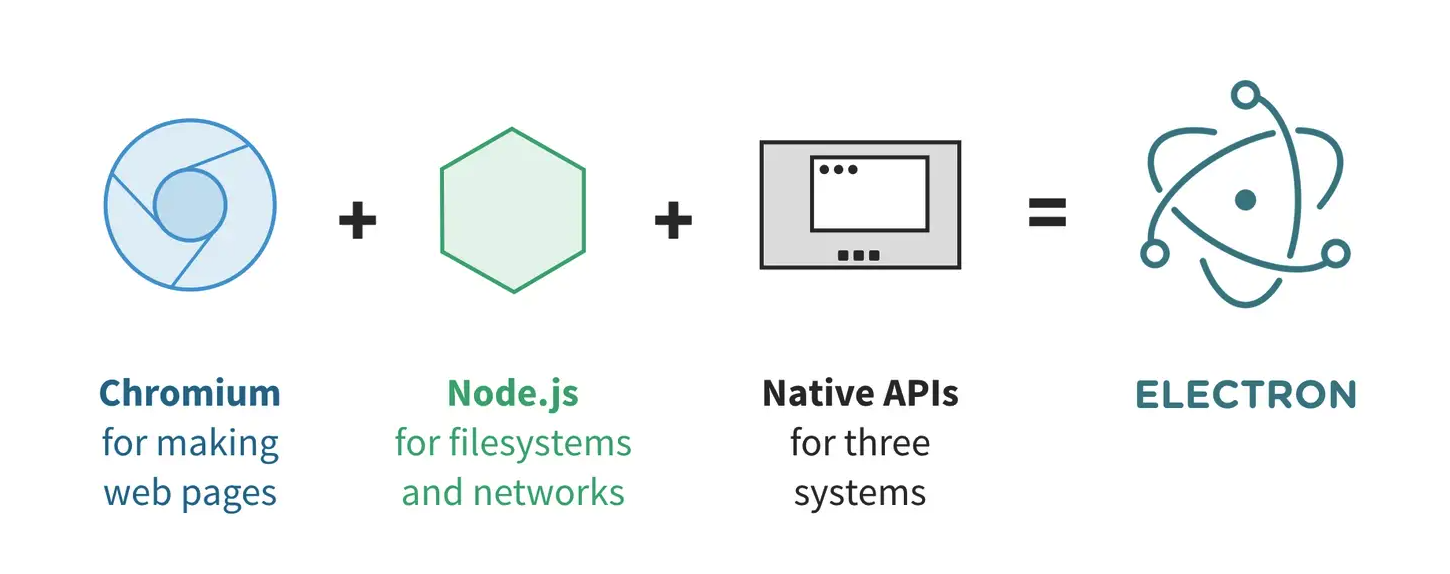 +
+
=
Chromium
for making
web pages
Node.js
for filesystems
and networks
Native APIs
for three
systems
ELECTRON